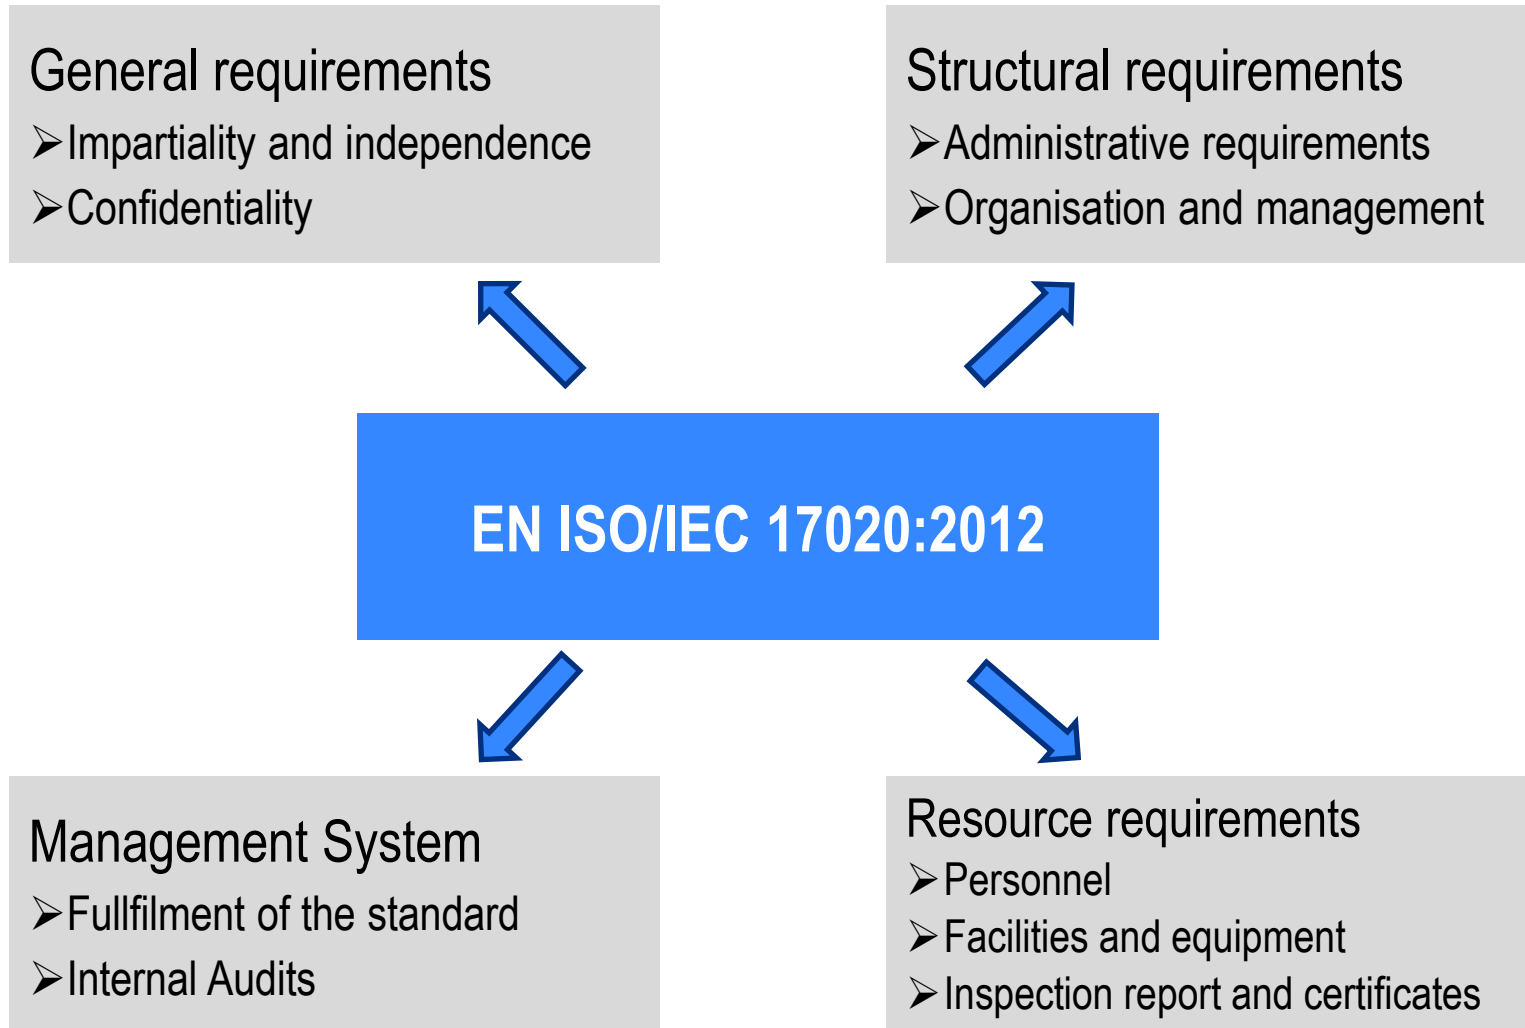 General requirements
➢Impartiality and independence
➢Confidentiality
Structural requirements
➢Administrative requirements
➢Organisation and management
EN ISO/IEC 17020:2012
Management System
➢Fullfilment of the standard
➢Internal Audits
Resource requirements
➢Personnel
➢Facilities and equipment
➢Inspection report and certificates